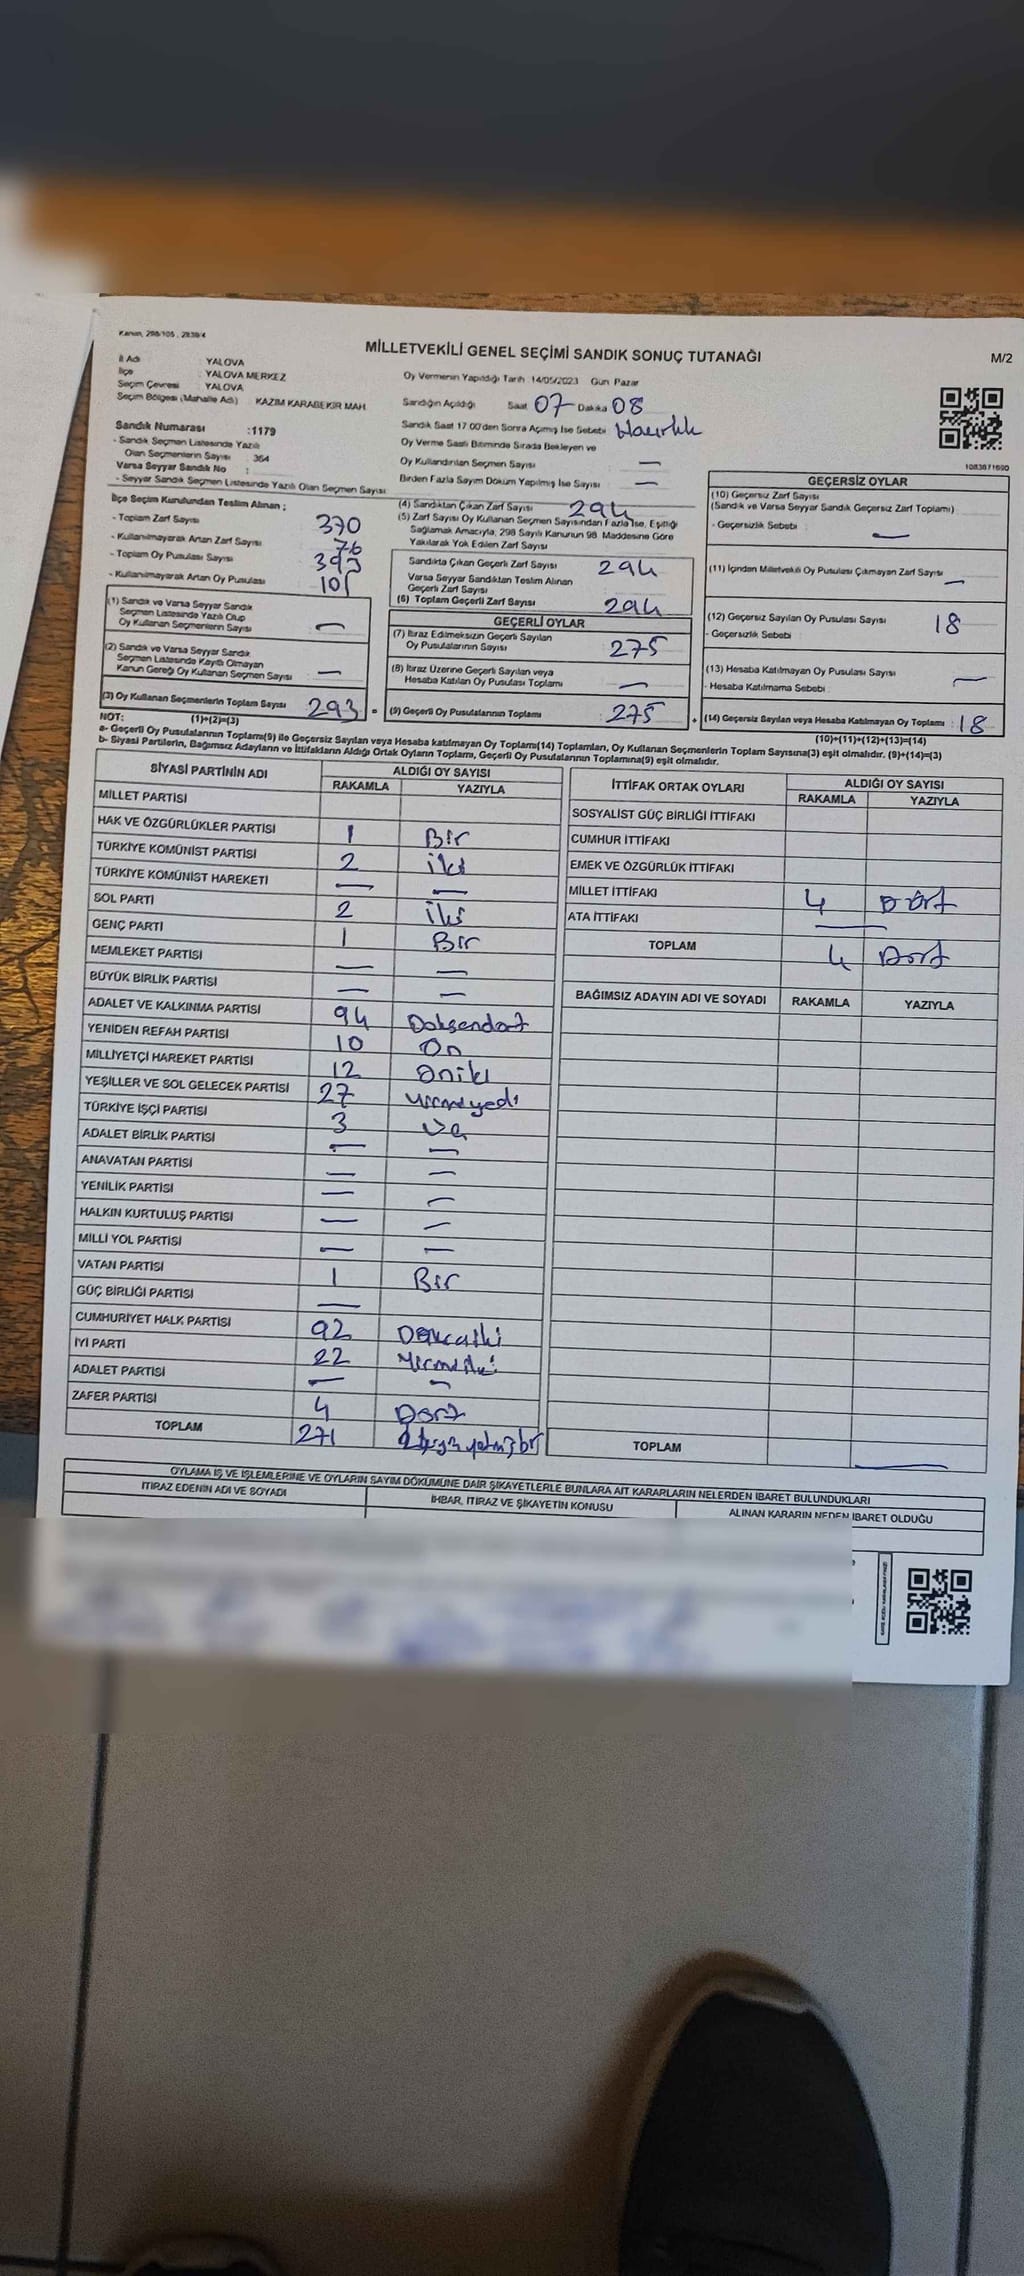 Kanun, 298/105 , 2839/4
MİLLETVEKİLİ GENEL SEÇİMİ SANDIK SONUÇ TUTANAĞI
M/2
İl Adı : YALOVA
İlçe : YALOVA MERKEZ
Seçim Çevresi : YALOVA
Seçim Bölgesi (Mahalle Adı) : KAZIM KARABEKİR MAH.
Sandık Numarası :1179
- Sandık Seçmen Listesinde Yazılı
Olan Seçmenlerin Sayısı : 364
Varsa Seyyar Sandık No :
- Seyyar Sandık Seçmen Listesinde Yazılı Olan Seçmen Sayısı:
Oy Vermenin Yapıldığı Tarih 14/05/2023 Gün Pazar
Sandığın Açıldığı Saat 07 Dakika 08
Sandık Saat 17.00'den Sonra Açımış İse Sebebi
Oy Verme Saati Bitiminde Sırada Bekleyen ve
Oy Kullandırılan Seçmen Sayısı —
Birden Fazla Sayım Döküm Yapılmış İse Sayısı —
1083871690
İlçe Seçim Kurulundan Teslim Alınan ;
- Toplam Zarf Sayısı 370
- Kullanılmayarak Artan Zarf Sayısı 76
- Toplam Oy Pusulası Sayısı 393
- Kullanılmayarak Artan Oy Pusulası 101
(1) Sandık ve Varsa Seyyar Sandık
Seçmen Listesinde Yazılı Olup
Oy Kullanan Seçmenlerin Sayısı —
(2) Sandık ve Varsa Seyyar Sandık
Seçmen Listesinde Kayıtlı Olmayan
Kanun Gereği Oy Kullanan Seçmen Sayısı —
(3) Oy Kullanan Seçmenlerin Toplam Sayısı 293 =
(1)+(2)=(3)
(4) Sandıktan Çıkan Zarf Sayısı 294
(5) Zarf Sayısı Oy Kullanan Seçmen Sayısından Fazla İse, Eşitliği
Sağlamak Amacıyla, 298 Sayılı Kanunun 98. Maddesine Göre
Yakılarak Yok Edilen Zarf Sayısı
Sandıkta Çıkan Geçerli Zarf Sayısı 294
Varsa Seyyar Sandıktan Teslim Alınan
Geçerli Zarf Sayısı
(6) Toplam Geçerli Zarf Sayısı 294
GEÇERLİ OYLAR
(7) İtiraz Edilmeksizin Geçerli Sayılan
Oy Pusulalarının Sayısı 275
(8) İtiraz Üzerine Geçerli Sayılan veya
Hesaba Katılan Oy Pusulası Toplamı —
(9) Geçerli Oy Pusulalarının Toplamı 275 +
GEÇERSİZ OYLAR
(10) Geçersiz Zarf Sayısı
(Sandık ve Varsa Seyyar Sandık Geçersiz Zarf Toplamı)
- Geçersizlik Sebebi : —
(11) İçinden Milletvekili Oy Pusulası Çıkmayan Zarf Sayısı —
(12) Geçersiz Sayılan Oy Pusulası Sayısı 18
- Geçersizlik Sebebi :
(13) Hesaba Katılmayan Oy Pusulası Sayısı —
- Hesaba Katılmama Sebebi :
(14) Geçersiz Sayılan veya Hesaba Katılmayan Oy Toplamı : 18
(10)+(11)+(12)+(13)=(14)
NOT:
a- Geçerli Oy Pusulalarının Toplamı(9) ile Geçersiz Sayılan veya Hesaba katılmayan Oy Toplamı(14) Toplamları, Oy Kullanan Seçmenlerin Toplam Sayısına(3) eşit olmalıdır. (9)+(14)=(3)
b- Siyasi Partilerin, Bağımsız Adayların ve İttifakların Aldığı Ortak Oyların Toplamı, Geçerli Oy Pusulalarının Toplamına(9) eşit olmalıdır.
SİYASİ PARTİNİN ADI ALDIĞI OY SAYISI
RAKAMLA YAZIYLA
MİLLET PARTİSİ
HAK VE ÖZGÜRLÜKLER PARTİSİ 1 Bir
TÜRKİYE KOMÜNİST PARTİSİ 2 iki
TÜRKİYE KOMÜNİST HAREKETİ — —
SOL PARTİ 2 iki
GENÇ PARTİ 1 Bir
MEMLEKET PARTİSİ — —
BÜYÜK BİRLİK PARTİSİ — —
ADALET VE KALKINMA PARTİSİ 94 Doksandört
YENİDEN REFAH PARTİSİ 10 On
MİLLİYETÇİ HAREKET PARTİSİ 12 Oniki
YEŞİLLER VE SOL GELECEK PARTİSİ 27 Yirmiyedi
TÜRKİYE İŞÇİ PARTİSİ 3 Üç
ADALET BİRLİK PARTİSİ — —
ANAVATAN PARTİSİ — —
YENİLİK PARTİSİ — —
HALKIN KURTULUŞ PARTİSİ — —
MİLLİ YOL PARTİSİ — —
VATAN PARTİSİ 1 Bir
GÜÇ BİRLİĞİ PARTİSİ —
CUMHURİYET HALK PARTİSİ 92 Doksaniki
İYİ PARTİ 22 Yirmiiki
ADALET PARTİSİ — —
ZAFER PARTİSİ 4 Dört
TOPLAM 271
İTTİFAK ORTAK OYLARI ALDIĞI OY SAYISI
RAKAMLA YAZIYLA
SOSYALİST GÜÇ BİRLİĞİ İTTİFAKI
CUMHUR İTTİFAKI
EMEK VE ÖZGÜRLÜK İTTİFAKI
MİLLET İTTİFAKI 4 Dört
ATA İTTİFAKI —
TOPLAM 4 Dört
BAĞIMSIZ ADAYIN ADI VE SOYADI RAKAMLA YAZIYLA
TOPLAM —
OYLAMA İŞ VE İŞLEMLERİNE VE OYLARIN SAYIM DÖKÜMÜNE DAİR ŞİKAYETLERLE BUNLARA AİT KARARLARIN NELERDEN İBARET BULUNDUKLARI
İTİRAZ EDENİN ADI VE SOYADI İHBAR, İTİRAZ VE ŞİKAYETİN KONUSU ALINAN KARARIN NEDEN İBARET OLDUĞU